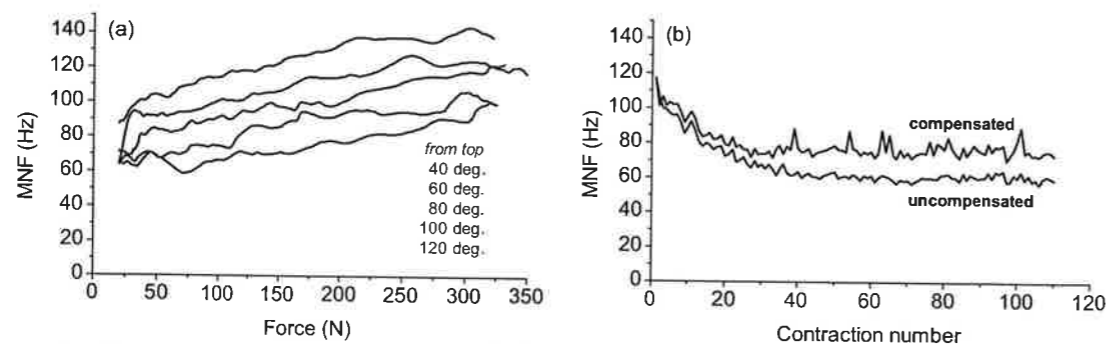 (a)
140
120
100
80
60
40
20
0
MNF (Hz)
from top
40 deg.
60 deg.
80 deg.
100 deg.
120 deg.
0 50 100 150 200 250 300 350
Force (N)
(b)
140
120
100
80
60
40
20
0
MNF (Hz)
compensated
uncompensated
0 20 40 60 80 100 120
Contraction number